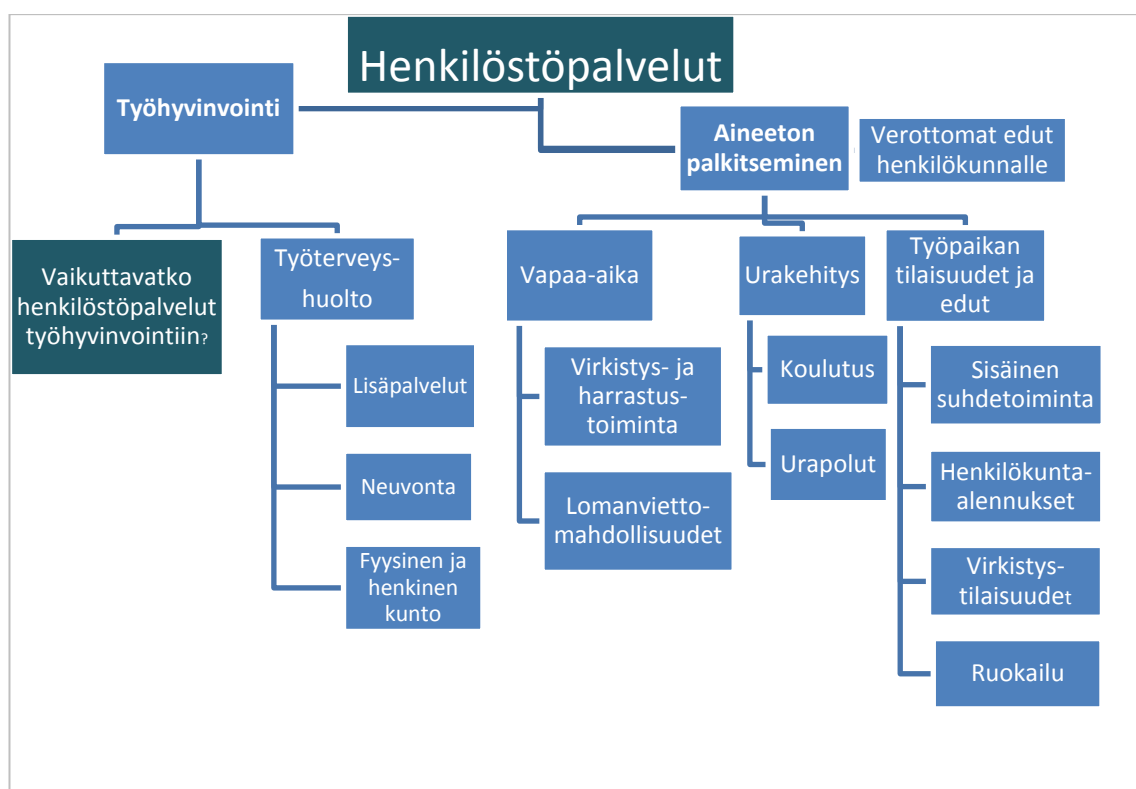 Henkilöstöpalvelut
Työhyvinvointi
Aineeton
palkitseminen
Verottomat edut
henkilökunnalle
Vaikuttavatko
henkilöstöpalvelut
työhyvinvointiin?
Työterveys-
huolto
Lisäpalvelut
Neuvonta
Fyysinen ja
henkinen
kunto
Vapaa-aika
Virkistys- ja
harrastus-
toiminta
Lomanvietto-
mahdollisuudet
Urakehitys
Koulutus
Urapolut
Työpaikan
tilaisuudet ja
edut
Sisäinen
suhdetoiminta
Henkilökunta-
alennukset
Virkistys-
tilaisuudet
Ruokailu